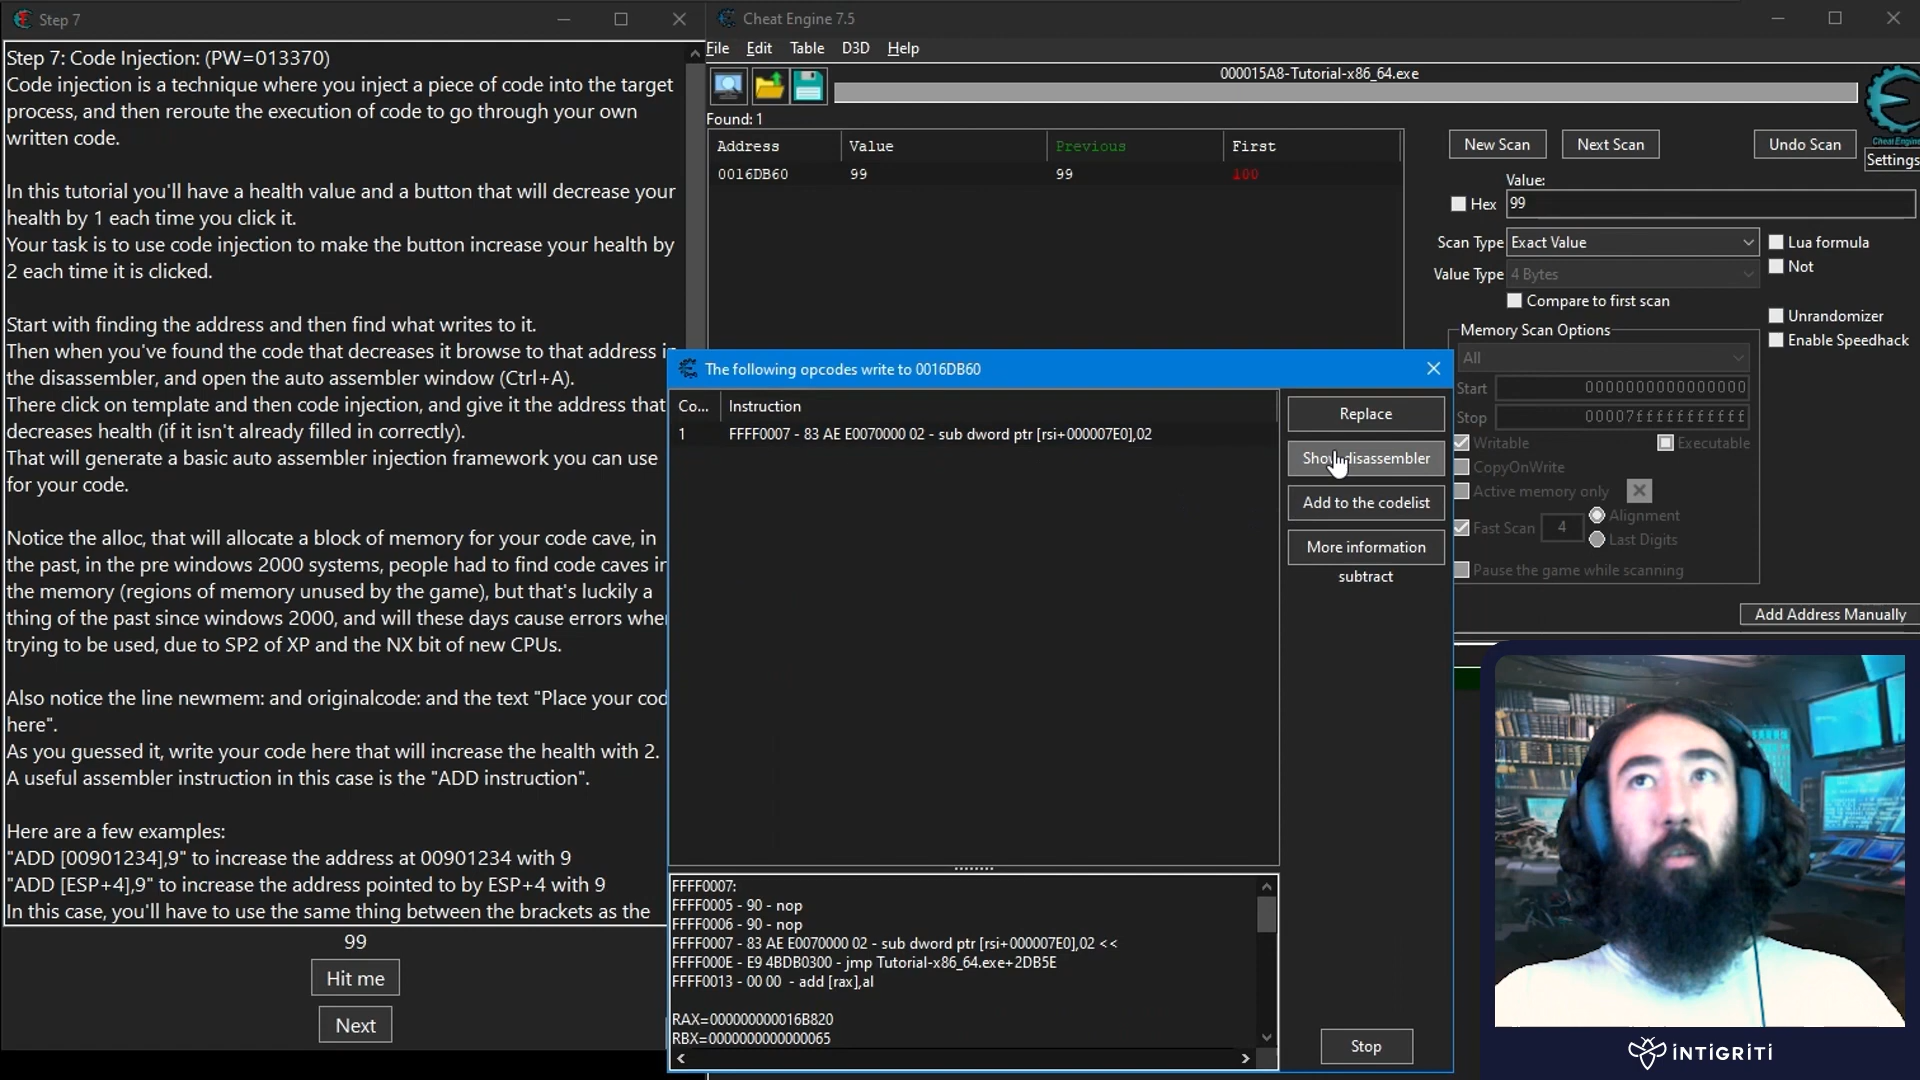 Step 7
Step 7: Code Injection: (PW=013370)
Code injection is a technique where you inject a piece of code into the target
process, and then reroute the execution of code to go through your own
written code.
In this tutorial you'll have a health value and a button that will decrease your
health by 1 each time you click it.
Your task is to use code injection to make the button increase your health by
2 each time it is clicked.
Start with finding the address and then find what writes to it.
Then when you've found the code that decreases it browse to that address i
the disassembler, and open the auto assembler window (Ctrl+A).
There click on template and then code injection, and give it the address that
decreases health (if it isn't already filled in correctly).
That will generate a basic auto assembler injection framework you can use
for your code.
Notice the alloc, that will allocate a block of memory for your code cave, in
the past, in the pre windows 2000 systems, people had to find code caves i
the memory (regions of memory unused by the game), but that's luckily a
thing of the past since windows 2000, and will these days cause errors whe
trying to be used, due to SP2 of XP and the NX bit of new CPUs.
Also notice the line newmem: and originalcode: and the text "Place your cod
here".
As you guessed it, write your code here that will increase the health with 2.
A useful assembler instruction in this case is the "ADD instruction".
Here are a few examples:
"ADD [00901234],9" to increase the address at 00901234 with 9
"ADD [ESP+4],9" to increase the address pointed to by ESP+4 with 9
In this case, you'll have to use the same thing between the brackets as the
99
Hit me
Next
Cheat Engine 7.5
File Edit Table D3D Help
000015A8-Tutorial-x86_64.exe
Found: 1
Address Value Previous First
0016DB60 99 99 100
New Scan Next Scan Undo Scan
Cheat Engine
Settings
Value:
Hex 99
Scan Type Exact Value
Lua formula
Value Type 4 Bytes
Not
Compare to first scan
Memory Scan Options
Unrandomizer
Enable Speedhack
All
Start 0000000000000000
Stop 00007fffffffffff
Writable Executable
CopyOnWrite
Active memory only
Fast Scan 4 Alignment
Last Digits
Pause the game while scanning
Add Address Manually
The following opcodes write to 0016DB60
Co... Instruction
1 FFFF0007 - 83 AE E0070000 02 - sub dword ptr [rsi+000007E0],02
Replace
Show disassembler
Add to the codelist
More information
subtract
FFFF0007:
FFFF0005 - 90 - nop
FFFF0006 - 90 - nop
FFFF0007 - 83 AE E0070000 02 - sub dword ptr [rsi+000007E0],02 <<
FFFF000E - E9 4BDB0300 - jmp Tutorial-x86_64.exe+2DB5E
FFFF0013 - 00 00 - add [rax],al
RAX=000000000016B820
RBX=0000000000000065
Stop
INTIGRITI